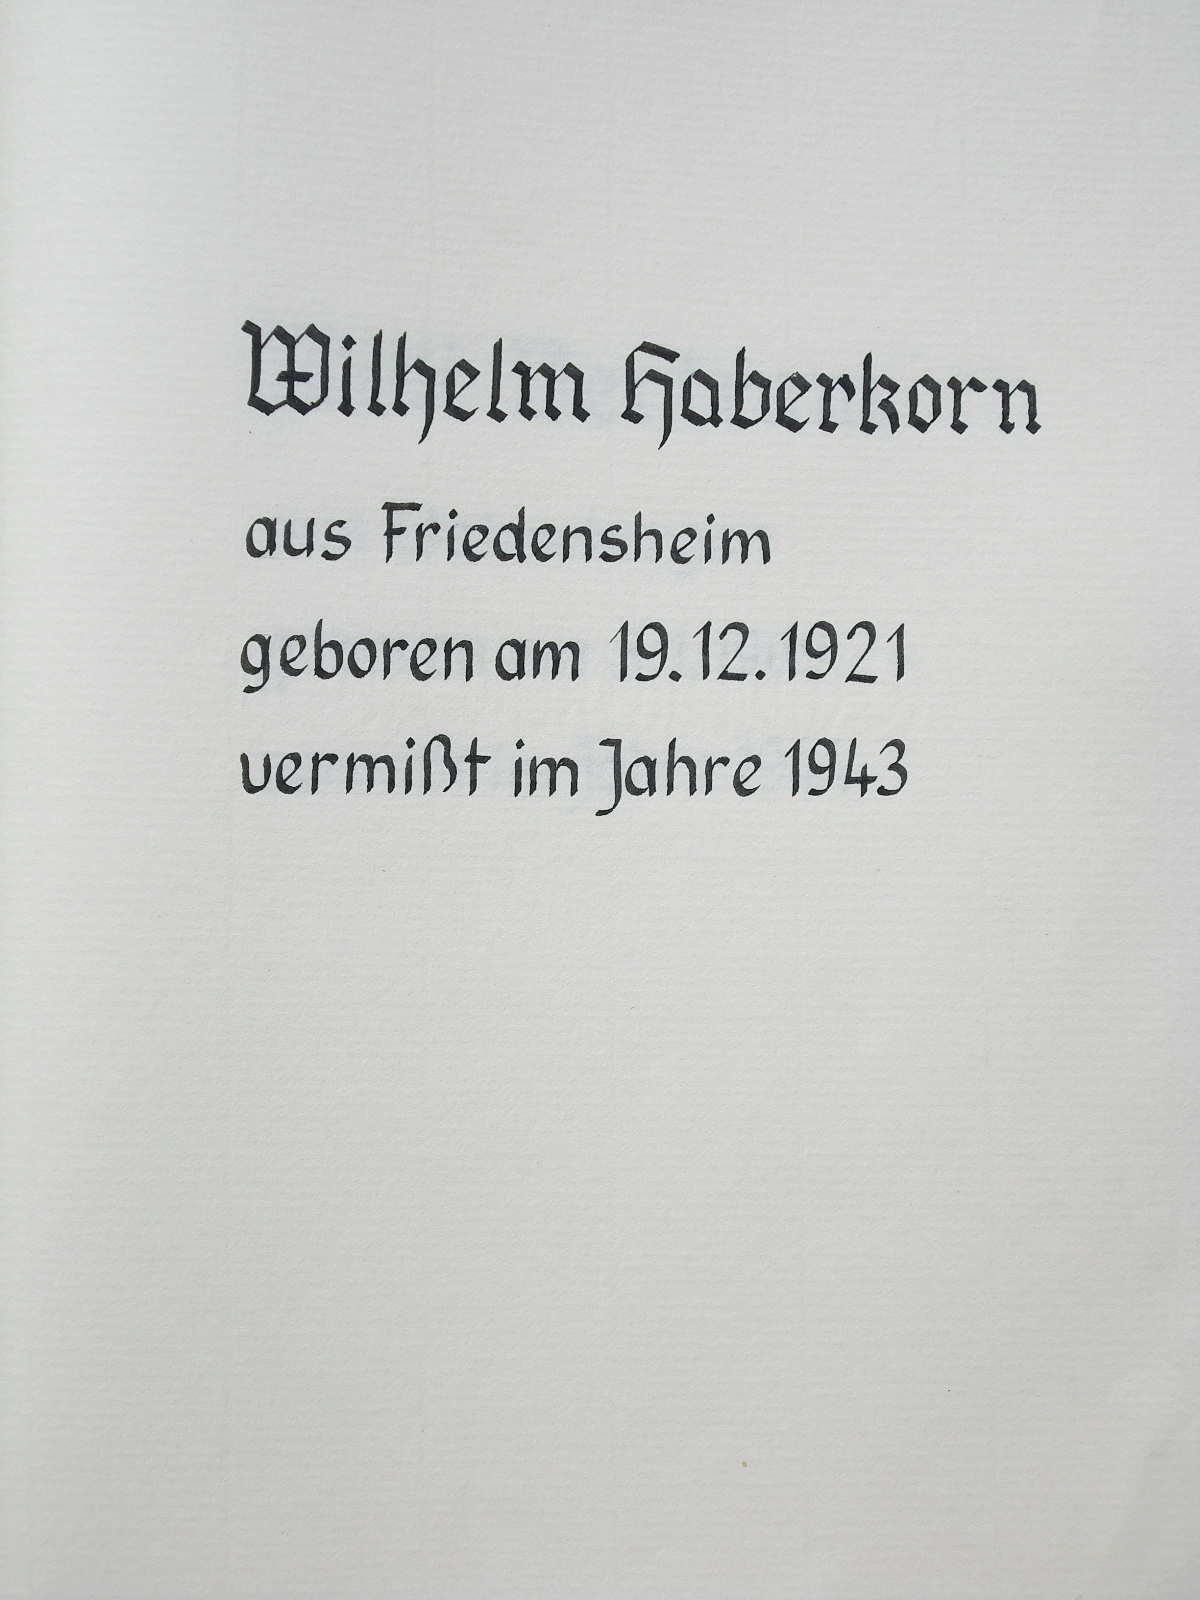 Wilhelm Haberkorn
aus Friedensheim
geboren am 19.12.1921
vermißt im Jahre 1943